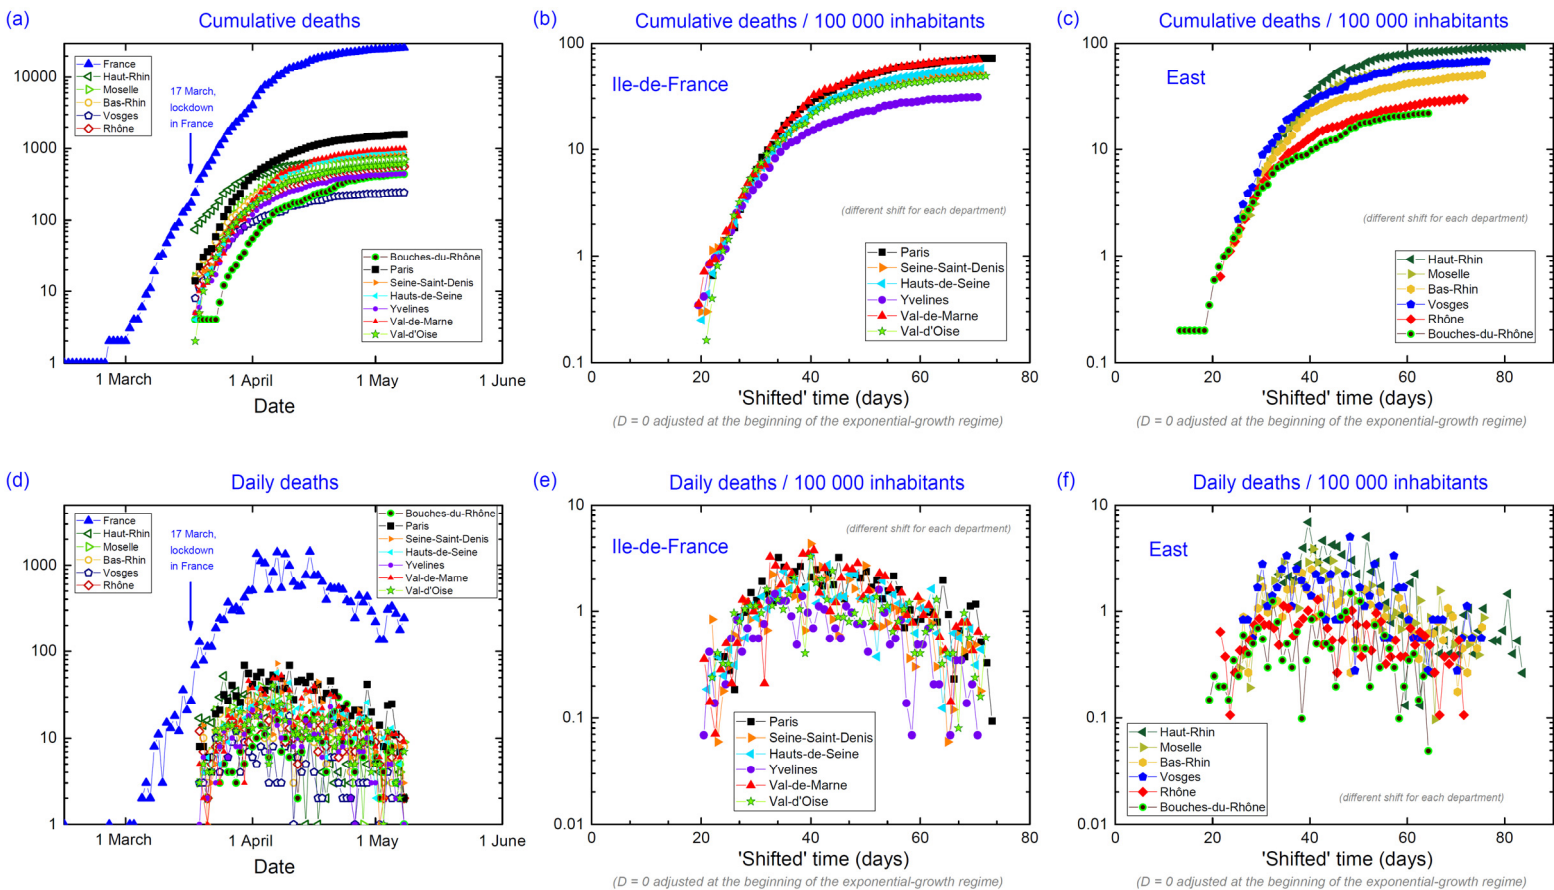 (a)
Cumulative deaths
10000
1000
100
10
1
France
Haut-Rhin
Moselle
Bas-Rhin
Vosges
Rhône
17 March,
lockdown
in France
Bouches-du-Rhône
Paris
Seine-Saint-Denis
Hauts-de-Seine
Yvelines
Val-de-Marne
Val-d'Oise
1 March
1 April
1 May
1 June
Date
(b)
Cumulative deaths / 100 000 inhabitants
100
10
1
0.1
Ile-de-France
(different shift for each department)
Paris
Seine-Saint-Denis
Hauts-de-Seine
Yvelines
Val-de-Marne
Val-d'Oise
0
20
40
60
80
'Shifted' time (days)
(D = 0 adjusted at the beginning of the exponential-growth regime)
(c)
Cumulative deaths / 100 000 inhabitants
100
10
1
0.1
East
(different shift for each department)
Haut-Rhin
Moselle
Bas-Rhin
Vosges
Rhône
Bouches-du-Rhône
0
20
40
60
80
'Shifted' time (days)
(D = 0 adjusted at the beginning of the exponential-growth regime)
(d)
Daily deaths
1000
100
10
1
France
Haut-Rhin
Moselle
Bas-Rhin
Vosges
Rhône
17 March,
lockdown
in France
Bouches-du-Rhône
Paris
Seine-Saint-Denis
Hauts-de-Seine
Yvelines
Val-de-Marne
Val-d'Oise
1 March
1 April
1 May
1 June
Date
(e)
Daily deaths / 100 000 inhabitants
10
1
0.1
0.01
(different shift for each department)
Ile-de-France
Paris
Seine-Saint-Denis
Hauts-de-Seine
Yvelines
Val-de-Marne
Val-d'Oise
0
20
40
60
80
'Shifted' time (days)
(D = 0 adjusted at the beginning of the exponential-growth regime)
(f)
Daily deaths / 100 000 inhabitants
10
1
0.1
0.01
(different shift for each department)
East
Haut-Rhin
Moselle
Bas-Rhin
Vosges
Rhône
Bouches-du-Rhône
(different shift for each department)
0
20
40
60
80
'Shifted' time (days)
(D = 0 adjusted at the beginning of the exponential-growth regime)